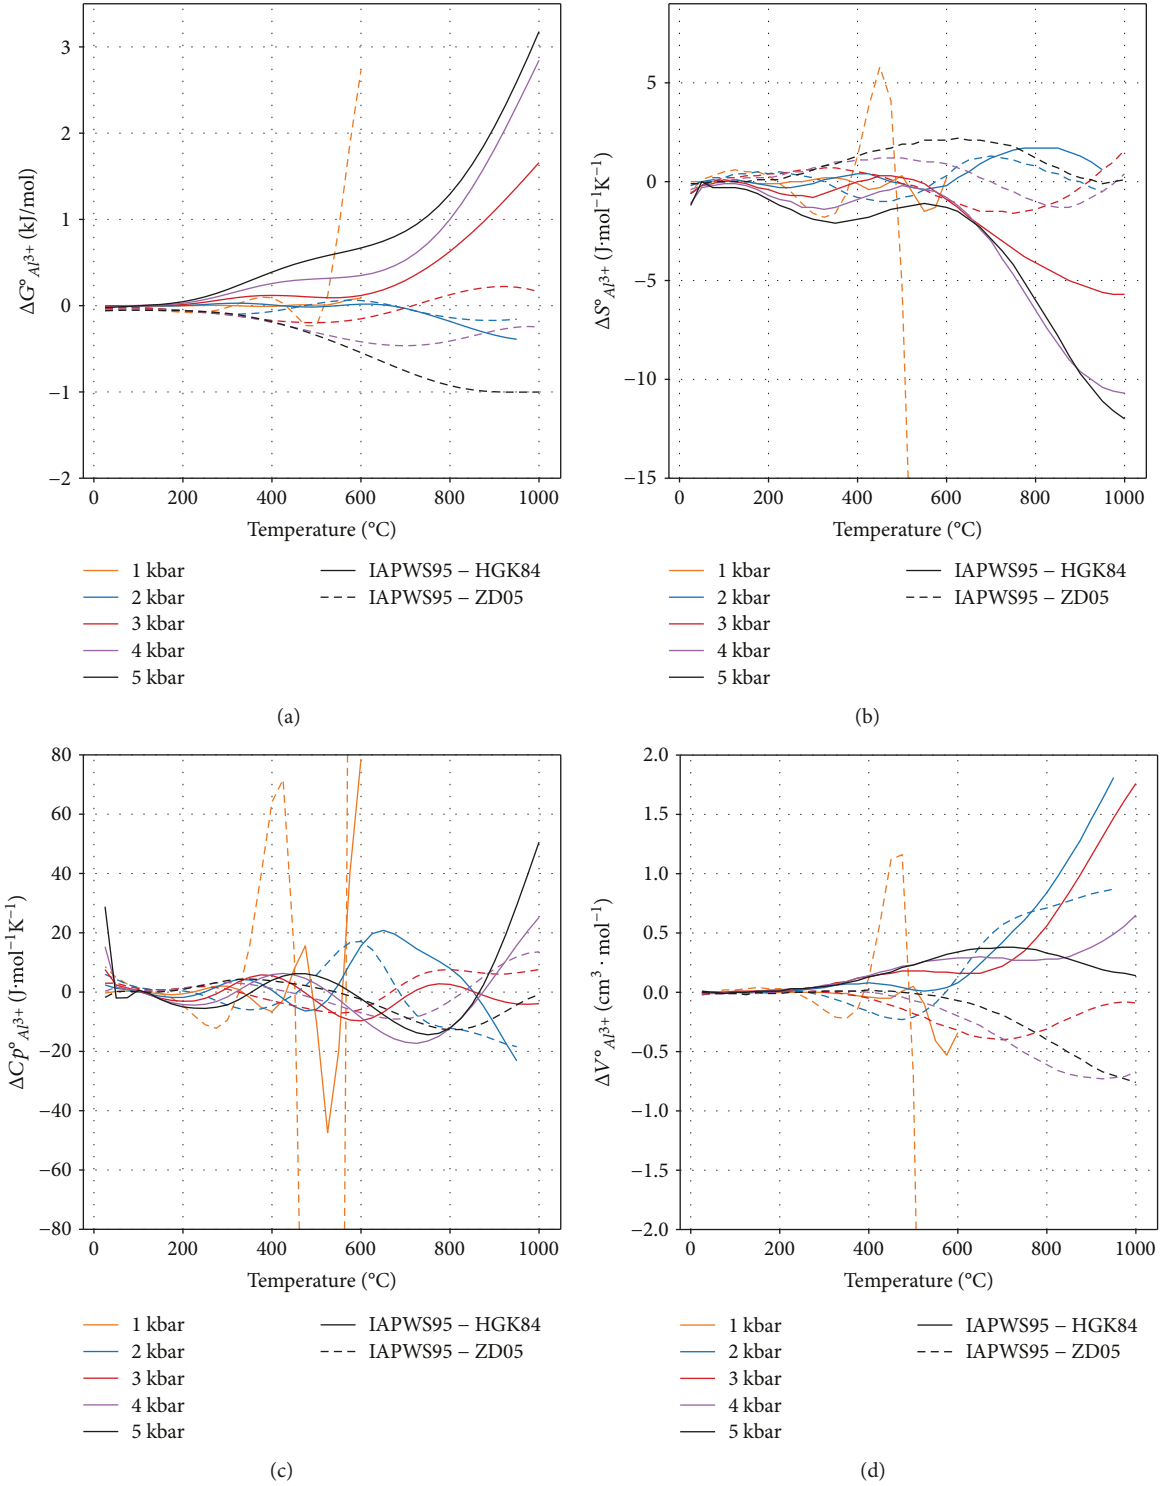 3
2
1
0
−1
−2
ΔG°Al³⁺ (kJ/mol)
0 200 400 600 800 1000
Temperature (°C)
1 kbar
2 kbar
3 kbar
4 kbar
5 kbar
IAPWS95 − HGK84
IAPWS95 − ZD05
(a)
5
0
−5
−10
−15
ΔS°Al³⁺ (J·mol⁻¹K⁻¹)
0 200 400 600 800 1000
Temperature (°C)
1 kbar
2 kbar
3 kbar
4 kbar
5 kbar
IAPWS95 − HGK84
IAPWS95 − ZD05
(b)
80
60
40
20
0
−20
−40
−60
−80
ΔCp°Al³⁺ (J·mol⁻¹K⁻¹)
0 200 400 600 800 1000
Temperature (°C)
1 kbar
2 kbar
3 kbar
4 kbar
5 kbar
IAPWS95 − HGK84
IAPWS95 − ZD05
(c)
2.0
1.5
1.0
0.5
0.0
−0.5
−1.0
−1.5
−2.0
ΔV°Al³⁺ (cm³ · mol⁻¹)
0 200 400 600 800 1000
Temperature (°C)
1 kbar
2 kbar
3 kbar
4 kbar
5 kbar
IAPWS95 − HGK84
IAPWS95 − ZD05
(d)